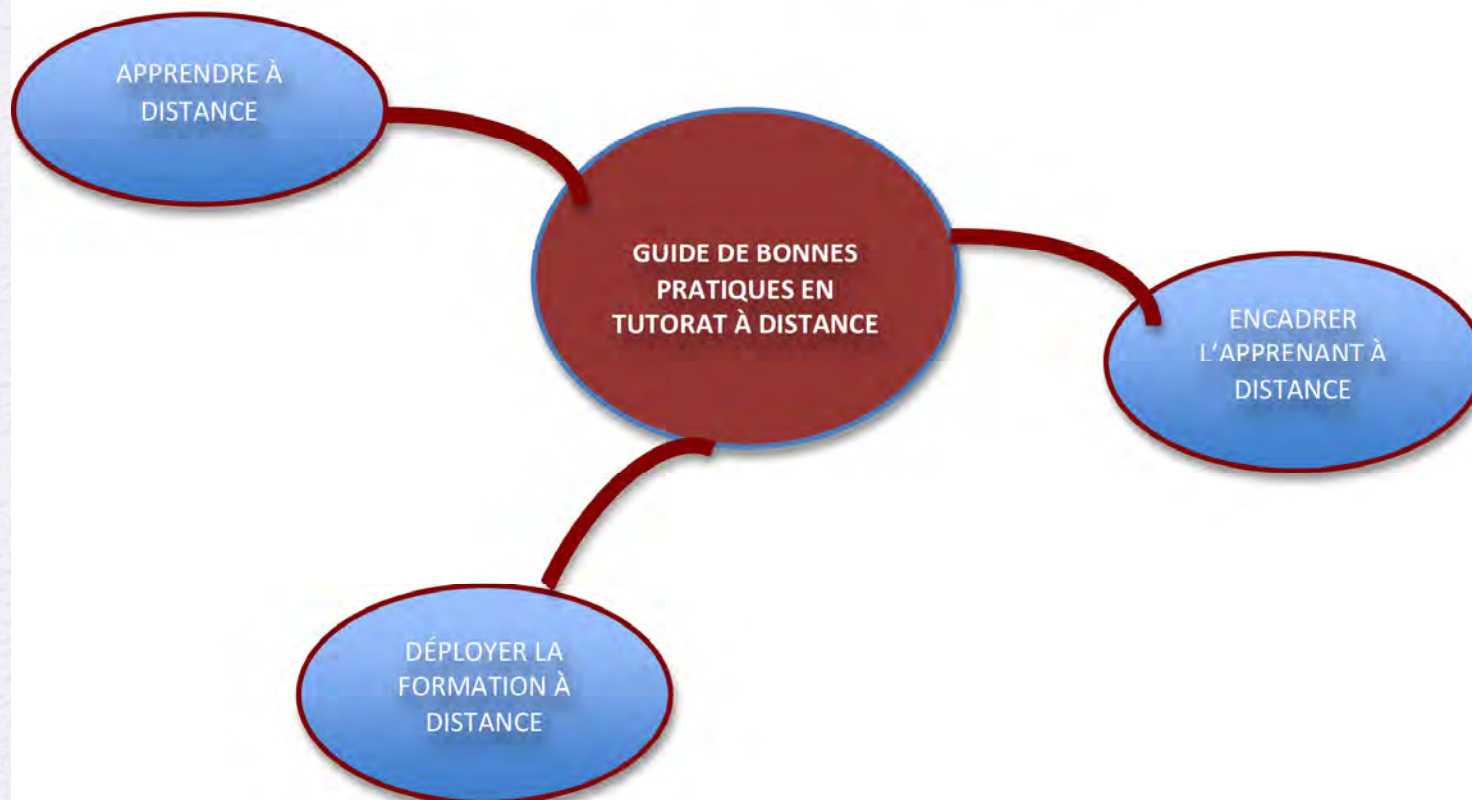 APPRENDRE À
DISTANCE
GUIDE DE BONNES
PRATIQUES EN
TUTORAT À DISTANCE
ENCADRER
L'APPRENANT À
DISTANCE
DÉPLOYER LA
FORMATION À
DISTANCE